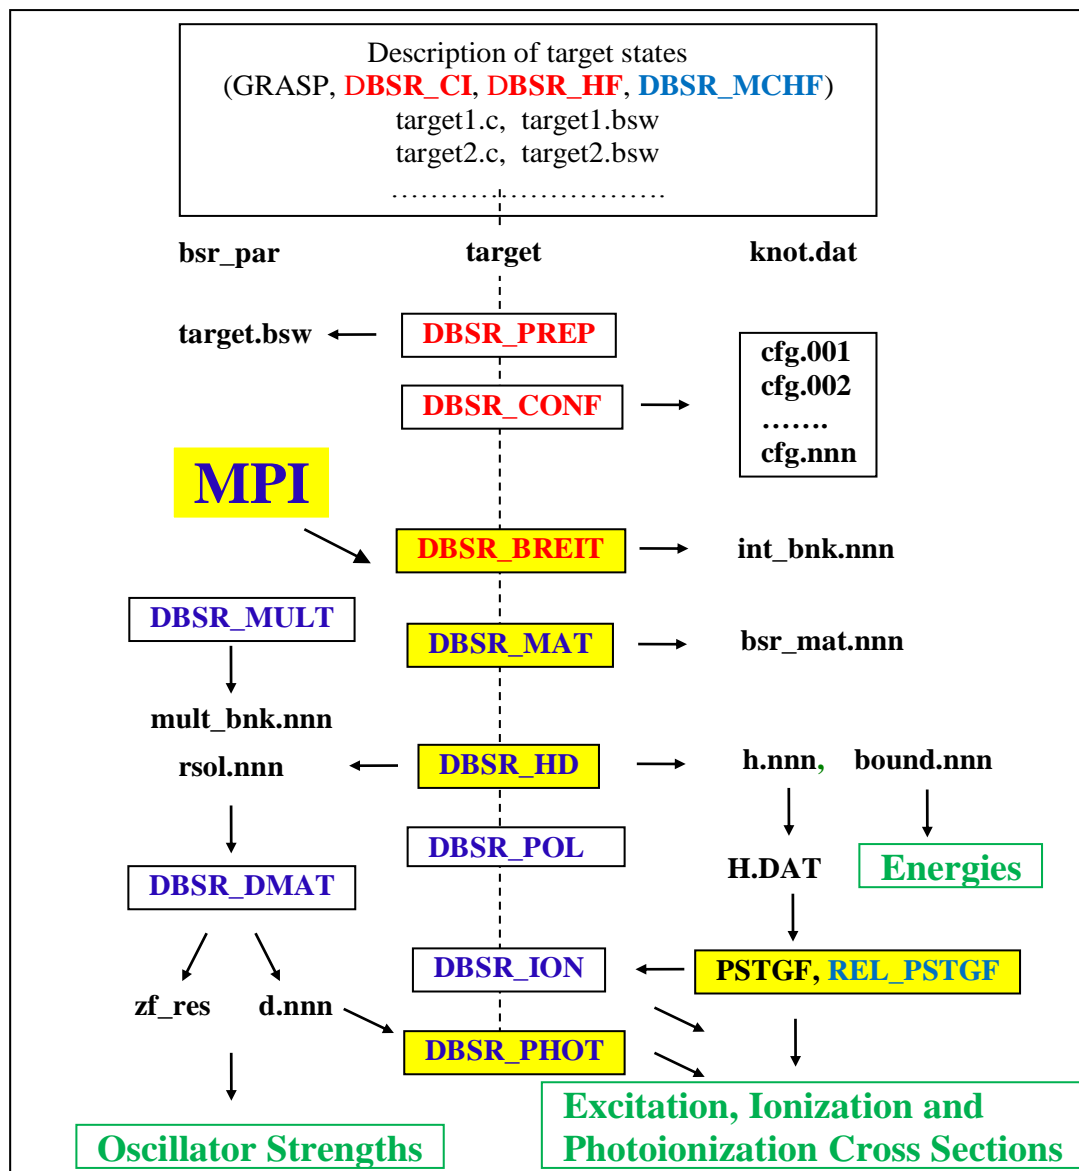 Description of target states
(GRASP, DBSR_CI, DBSR_HF, DBSR_MCHF)
target1.c, target1.bsw
target2.c, target2.bsw
……………………….
bsr_par target knot.dat
target.bsw DBSR_PREP
cfg.001
cfg.002
…….
cfg.nnn
DBSR_CONF
MPI
DBSR_BREIT int_bnk.nnn
DBSR_MULT
DBSR_MAT bsr_mat.nnn
mult_bnk.nnn
rsol.nnn DBSR_HD h.nnn, bound.nnn
DBSR_POL
H.DAT Energies
DBSR_DMAT
DBSR_ION PSTGF, REL_PSTGF
zf_res d.nnn
DBSR_PHOT
Excitation, Ionization and
Photoionization Cross Sections
Oscillator Strengths